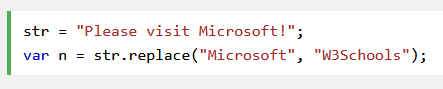 str = "Please visit Microsoft!";
var n = str.replace("Microsoft", "W3Schools");